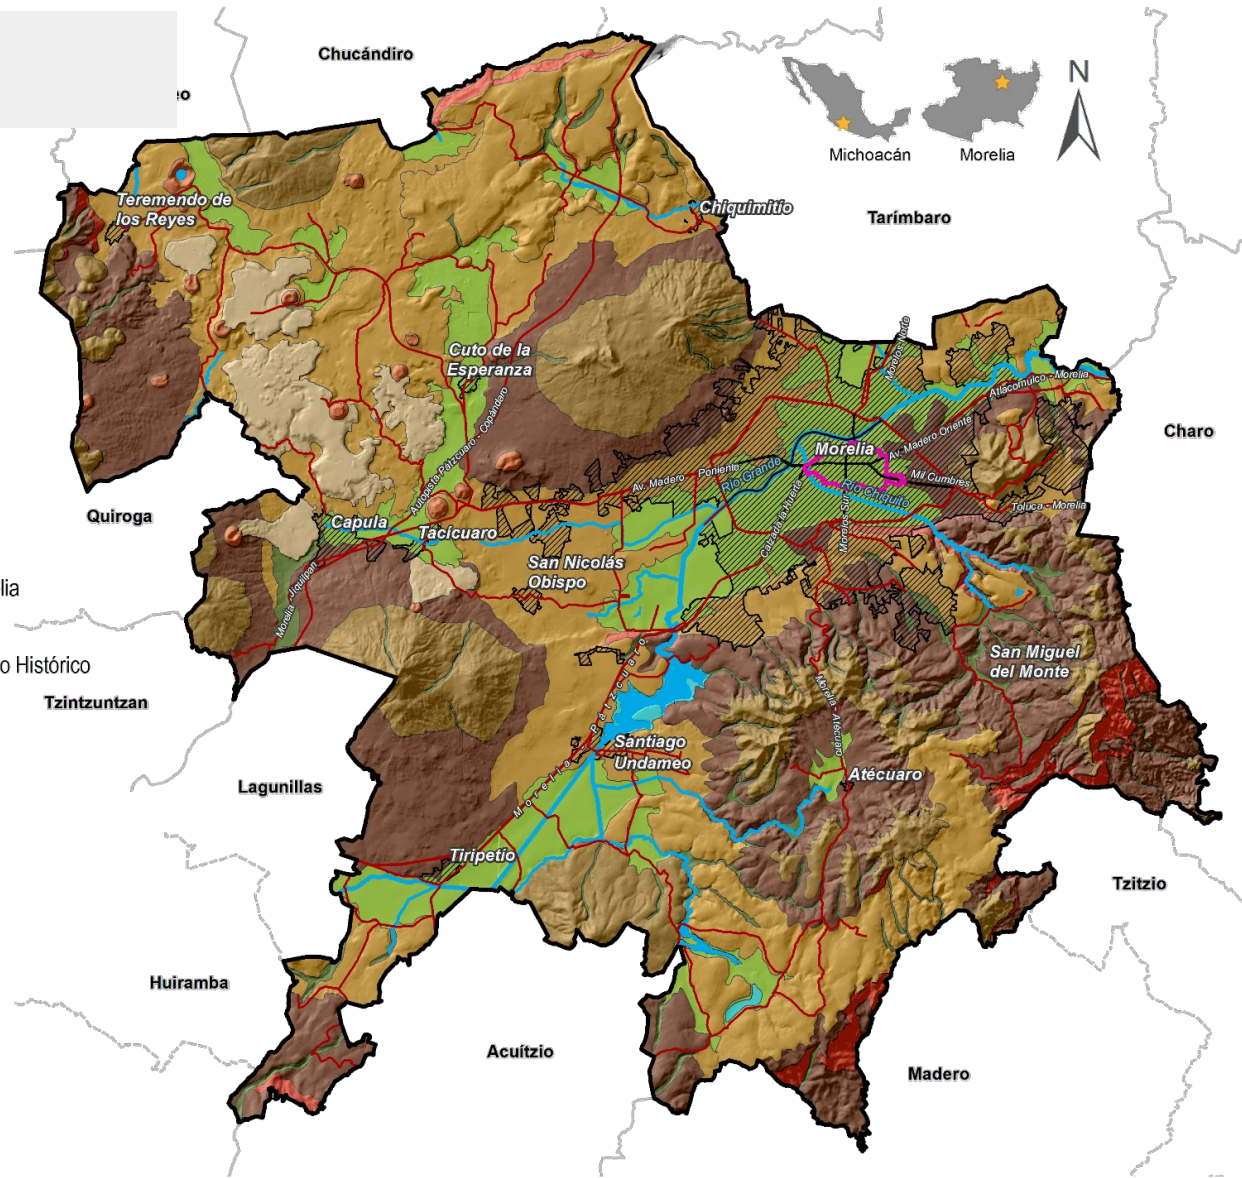 Chucándiro
eo
N
Michoacán
Morelia
Teremendo de
los Reyes
Chiquimitío
Tarímbaro
Cuto de la
Esperanza
Morelos Norte
Atlacomulco - Morelia
Autopista Patzcuaro - Copándaro
Charo
Av. Madero Oriente
Morelia
Av. Madero Poniente
Río Grande
Mil Cumbres
Río Chiquito
Quiroga
Capula
Tacícuaro
Toluca - Morelia
Calzada la Huerta
Morelos Sur
San Nicolás
Obispo
Morelia - Jiquilpan
lia
San Miguel
del Monte
o Histórico
Tzintzuntzan
Morelia - Pátzcuaro
Morelia - Atécuaro
Santiago
Undameo
Atécuaro
Lagunillas
Tiripetío
Tzitzio
Huiramba
Acuítzio
Madero